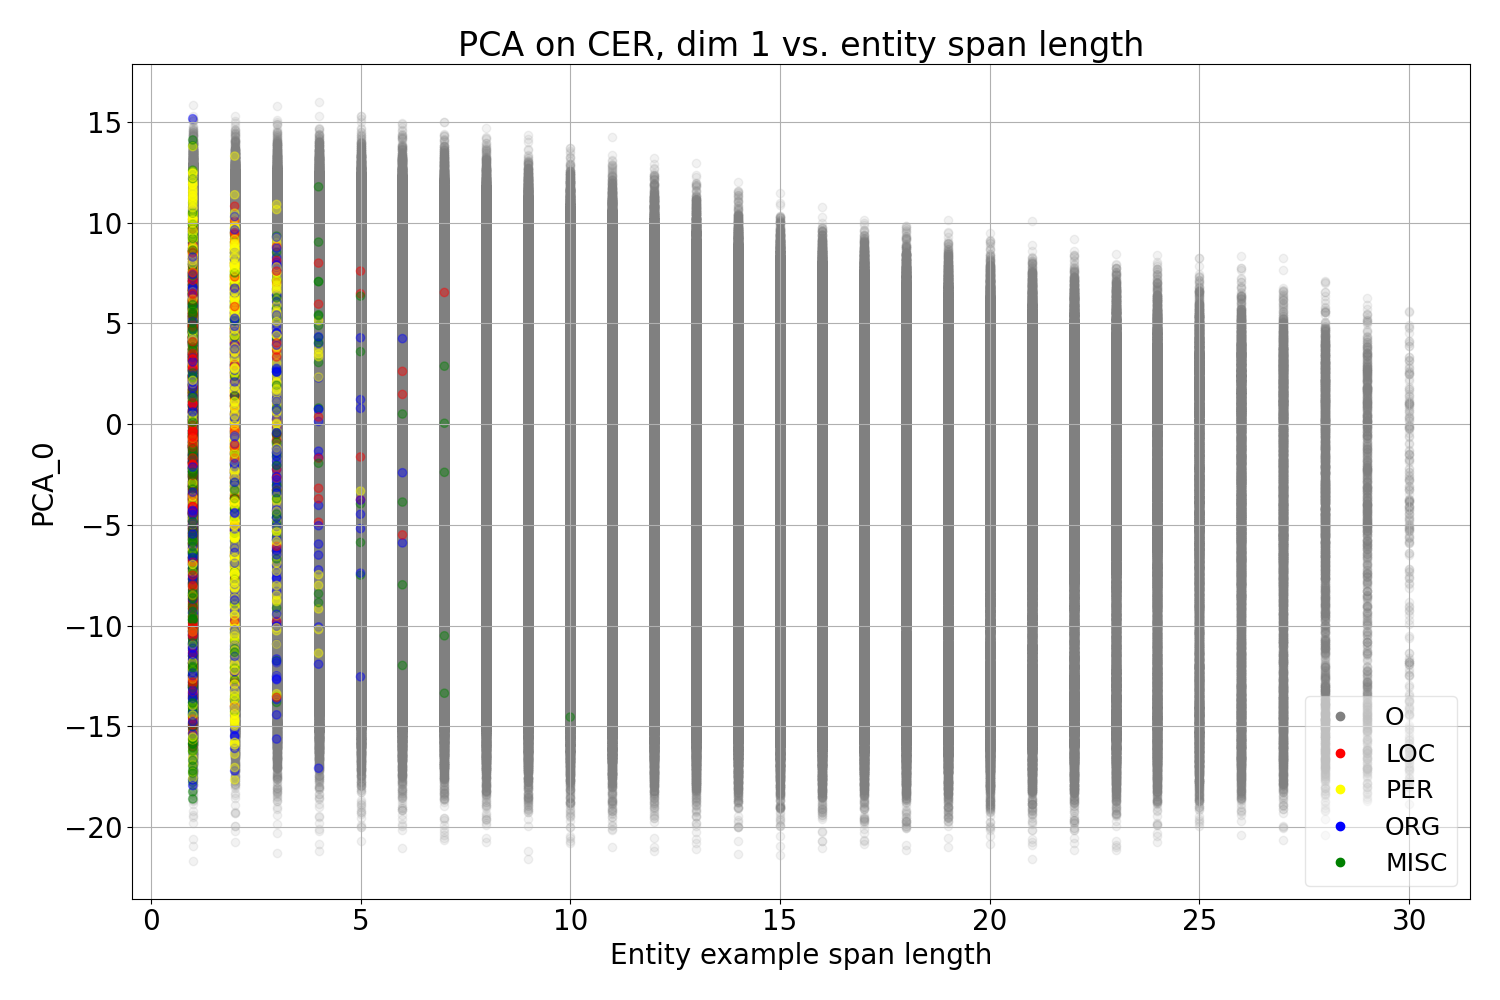 PCA on CER, dim 1 vs. entity span length
15
10
5
0
−5
−10
−15
−20
PCA_0
0 5 10 15 20 25 30
Entity example span length
O
LOC
PER
ORG
MISC